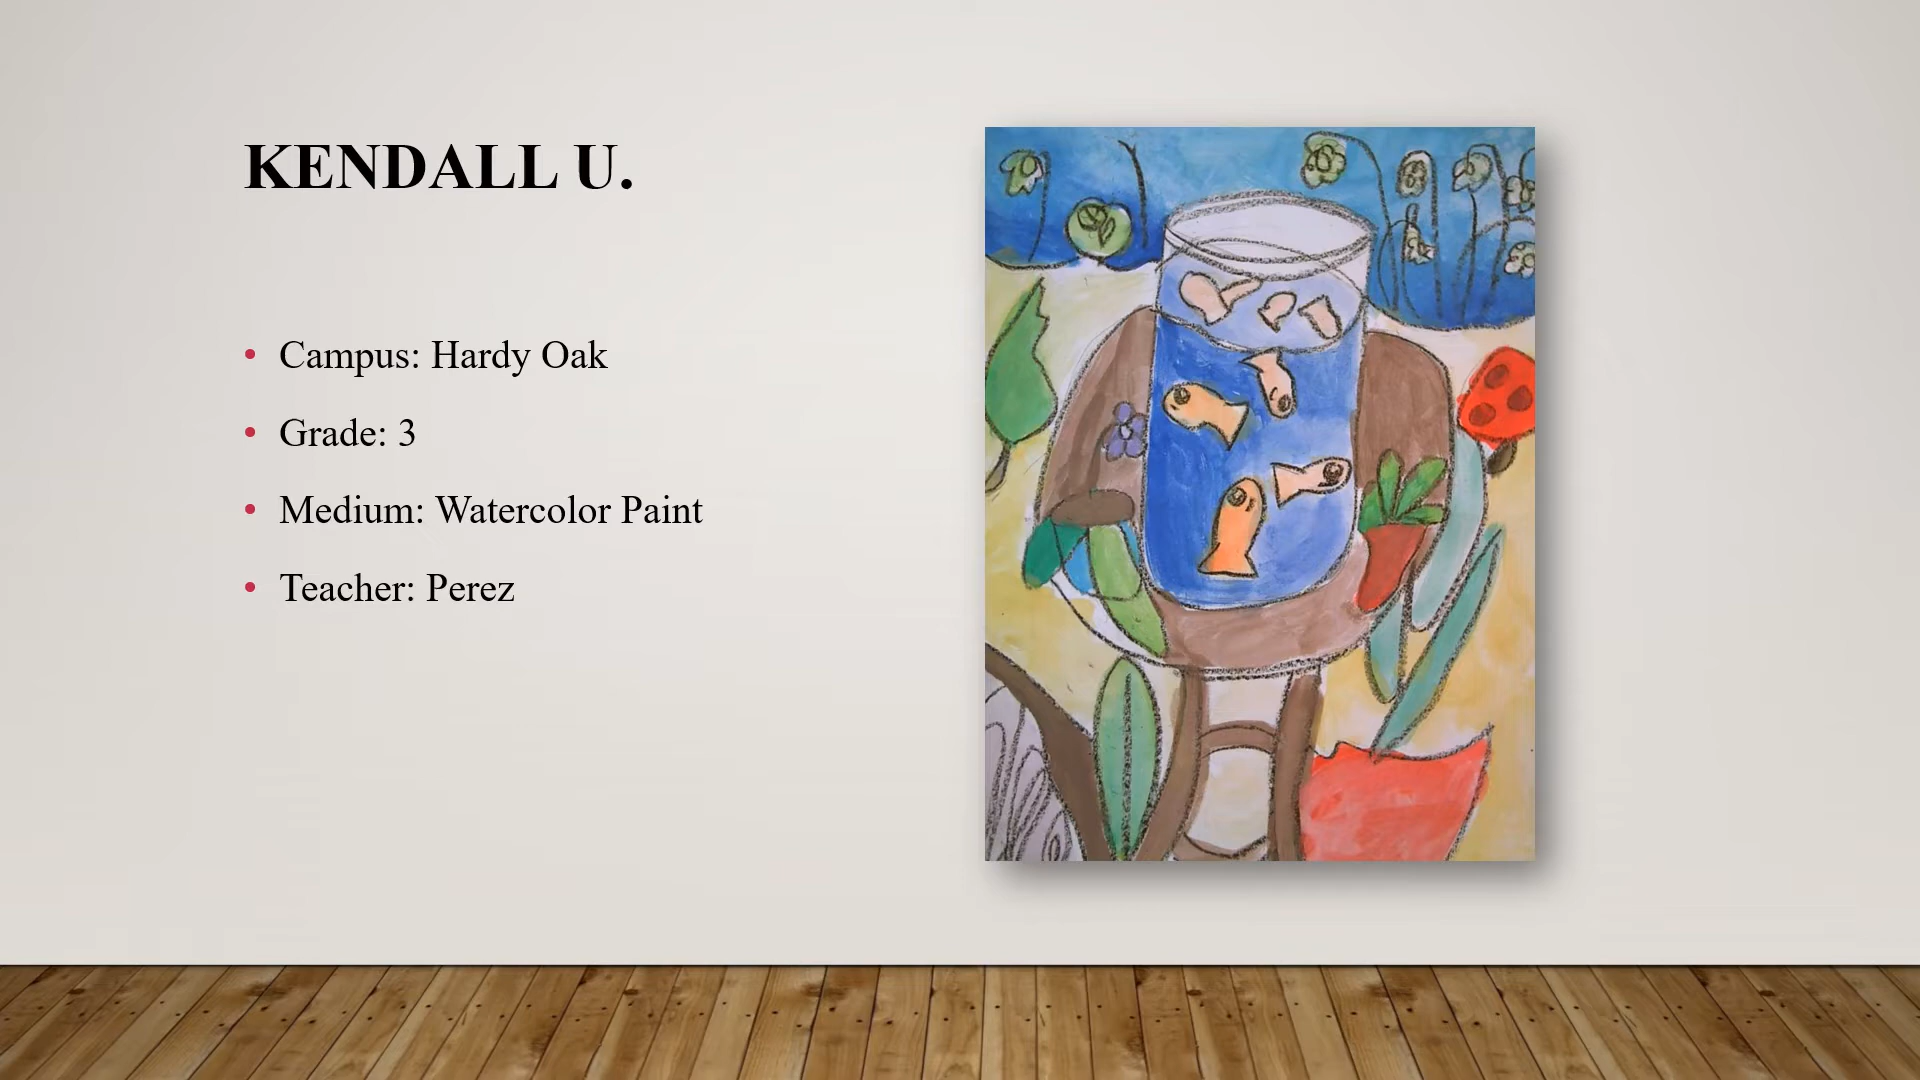 KENDALL U.
• Campus: Hardy Oak
• Grade: 3
• Medium: Watercolor Paint
• Teacher: Perez